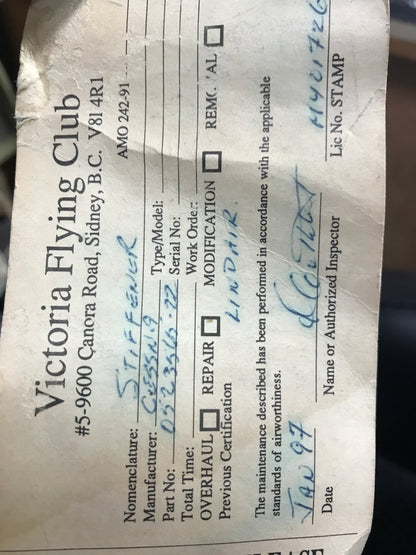 Victoria Flying Club
#5-9600 Canora Road, Sidney, B.C. V8l 4R1
AMO 242-91
Nomenclature: STIFFENER
Manufacturer: CESSNA Type/Model:
Part No: 0523565-22 Serial No:
Total Time: Work Order:
OVERHAUL REPAIR MODIFICATION REMOVAL
Previous Certification LINDAIR
The maintenance described has been performed in accordance with the applicable
standards of airworthiness.
JAN 97 M401726
Date Name or Authorized Inspector Lic No. STAMP